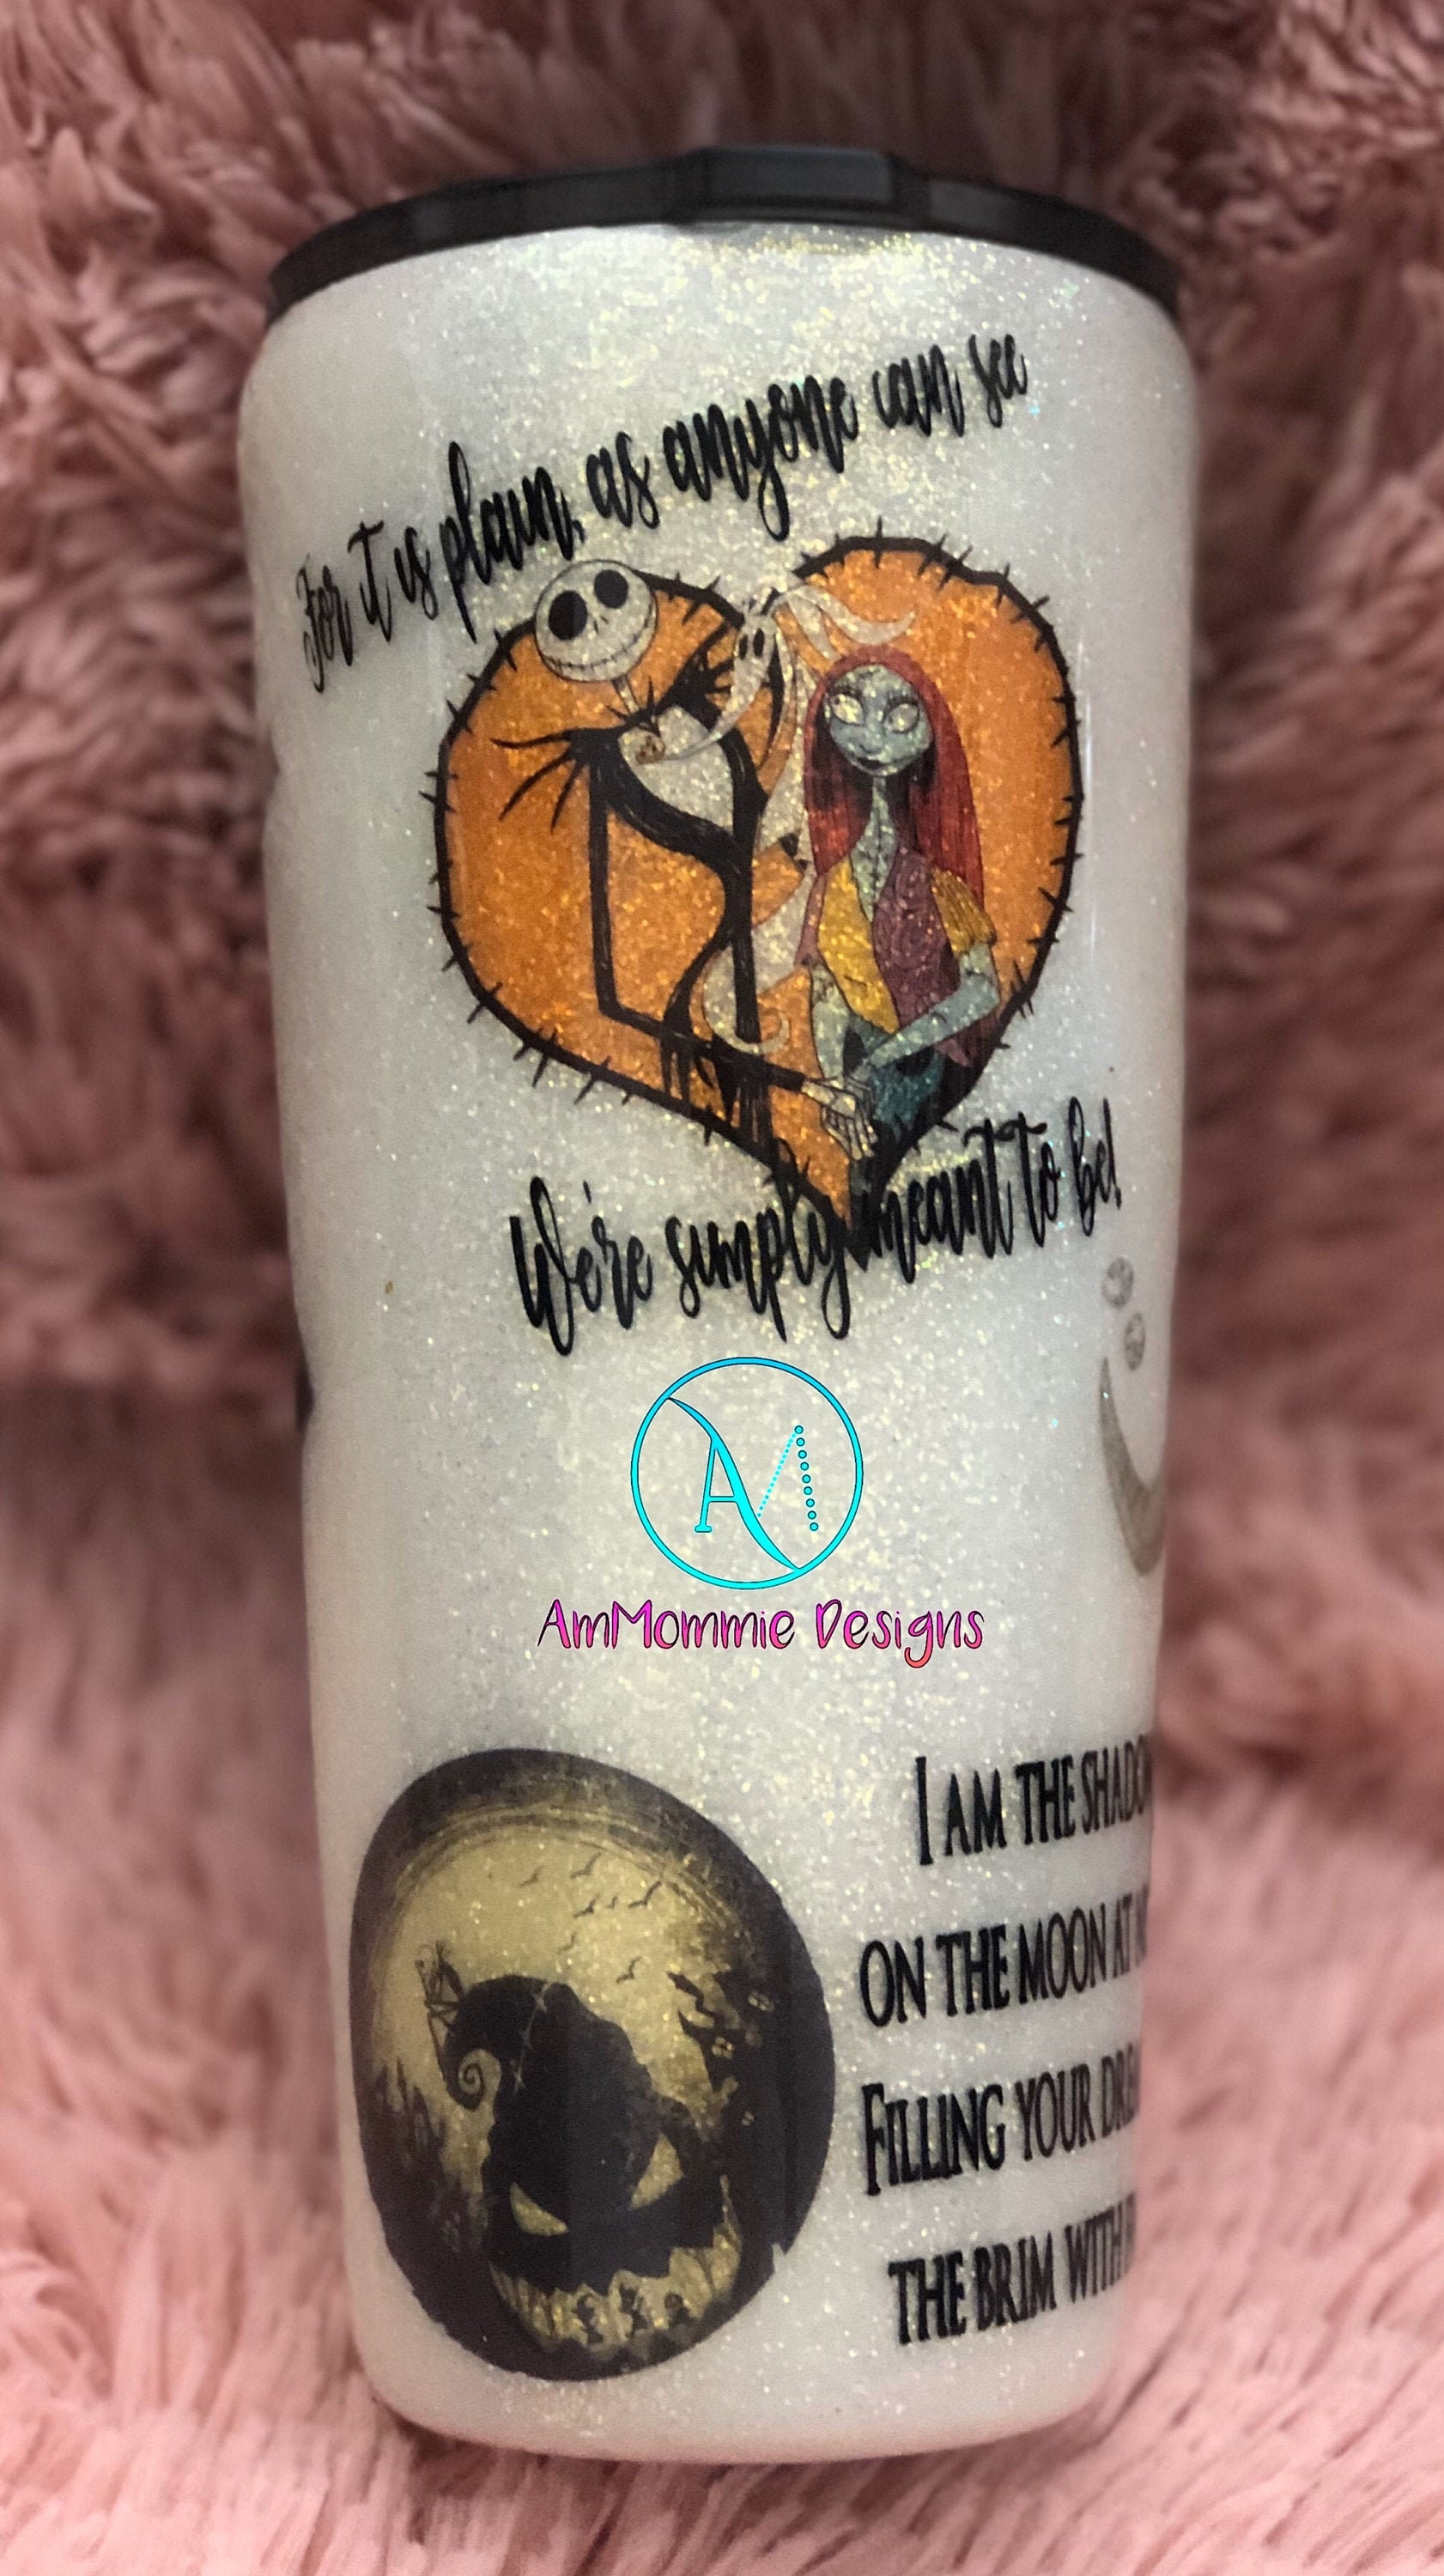 For it is plain, as anyone can see
We're simply meant to be!
AM
AmMommie Designs
I AM THE
ON THE MOON AT
FILLING YOUR
THE BRIM WITH